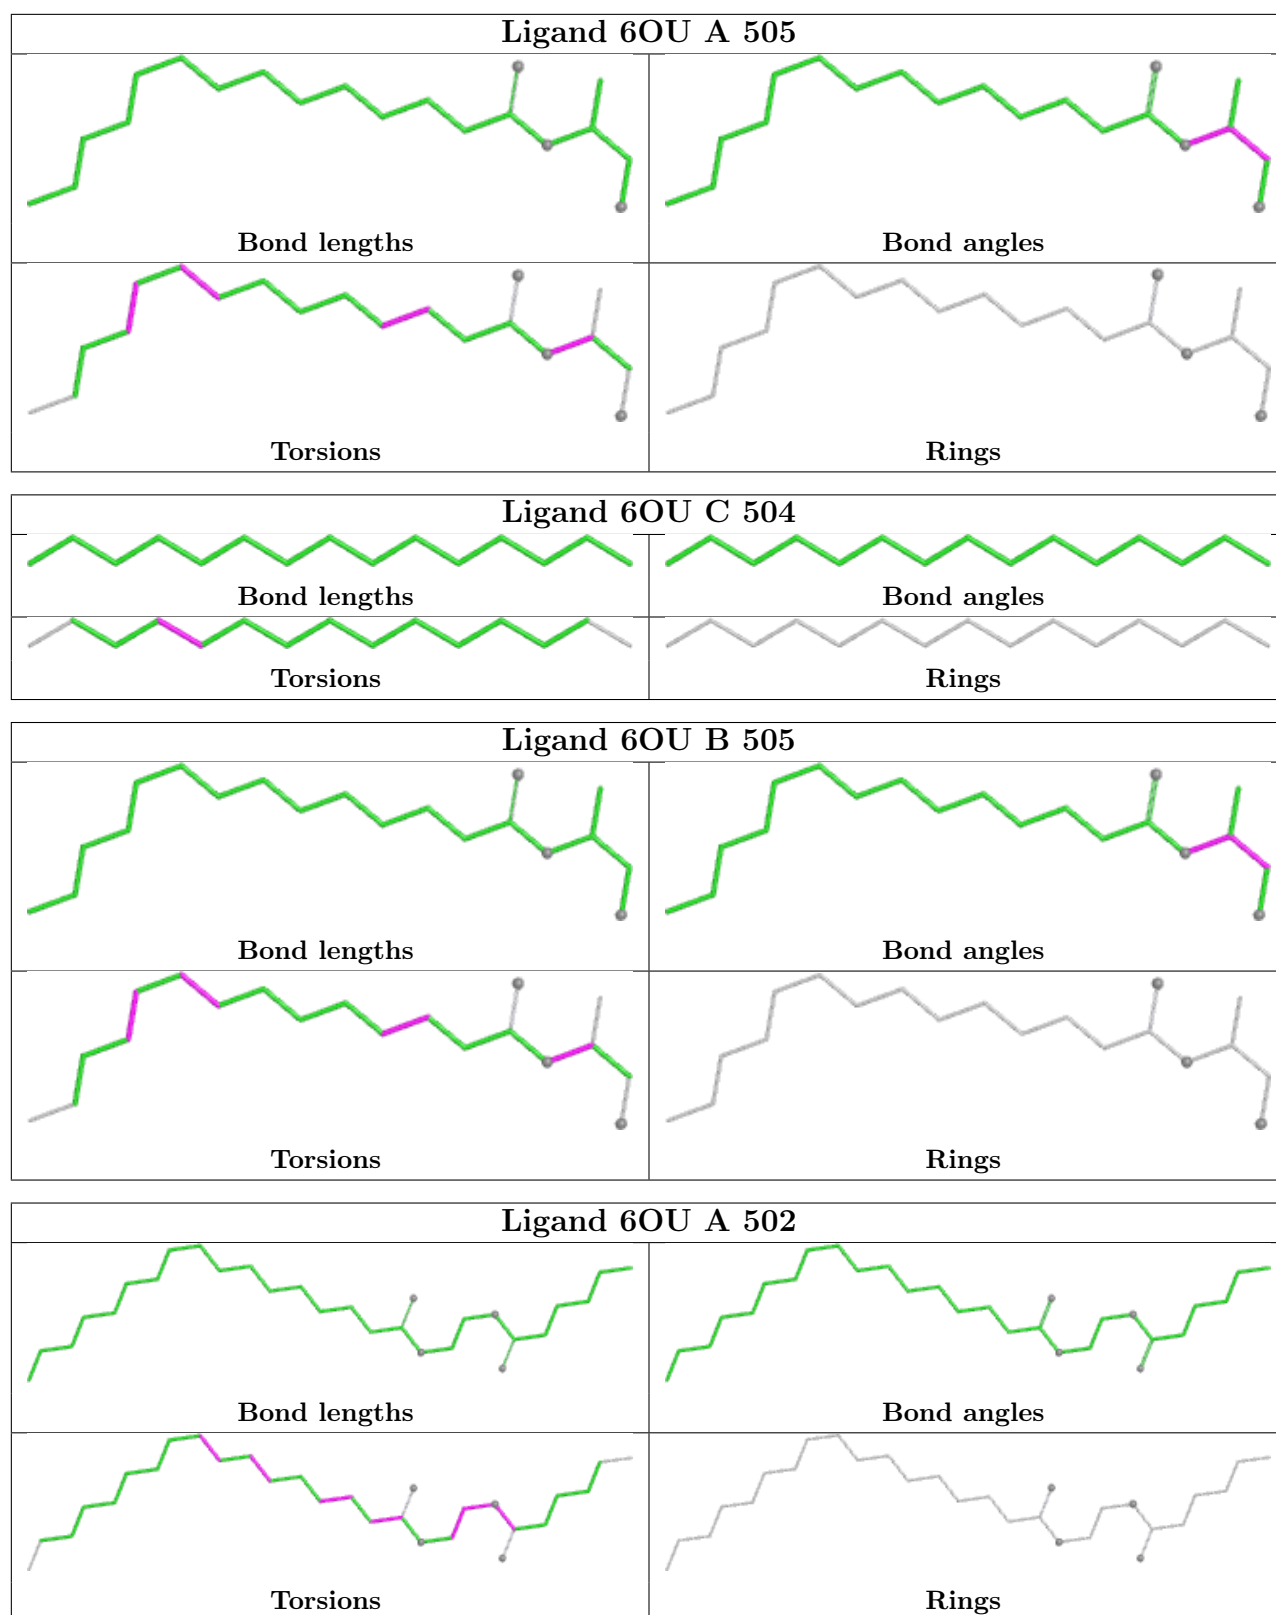 Ligand 6OU A 505
Bond lengths
Bond angles
Torsions
Rings
Ligand 6OU C 504
Bond lengths
Bond angles
Torsions
Rings
Ligand 6OU B 505
Bond lengths
Bond angles
Torsions
Rings
Ligand 6OU A 502
Bond lengths
Bond angles
Torsions
Rings